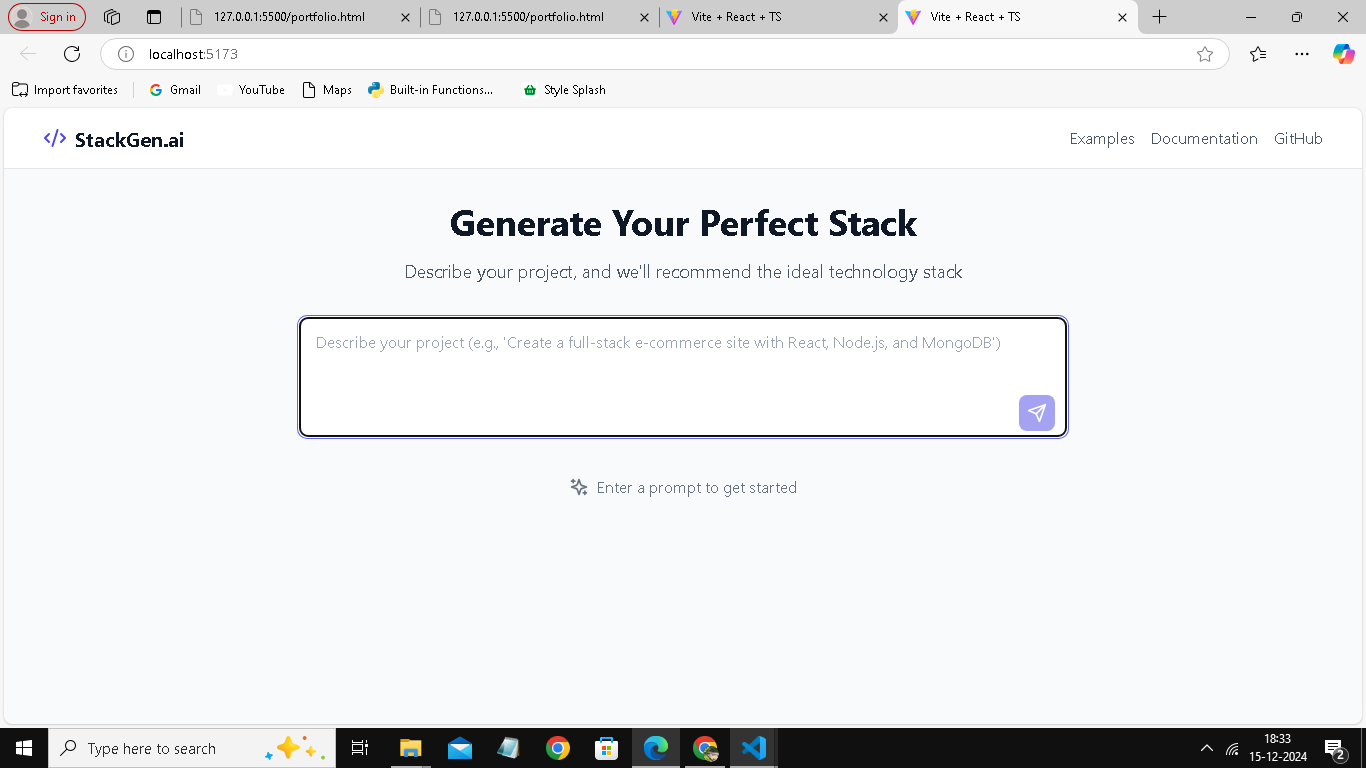 Sign in
127.0.0.1:5500/portfolio.html
127.0.0.1:5500/portfolio.html
Vite + React + TS
Vite + React + TS
localhost:5173
Import favorites
Gmail
YouTube
Maps
Built-in Functions...
Style Splash
</> StackGen.ai
Examples
Documentation
GitHub
Generate Your Perfect Stack
Describe your project, and we'll recommend the ideal technology stack
Describe your project (e.g., 'Create a full-stack e-commerce site with React, Node.js, and MongoDB')
Enter a prompt to get started
Type here to search
18:33
15-12-2024
2